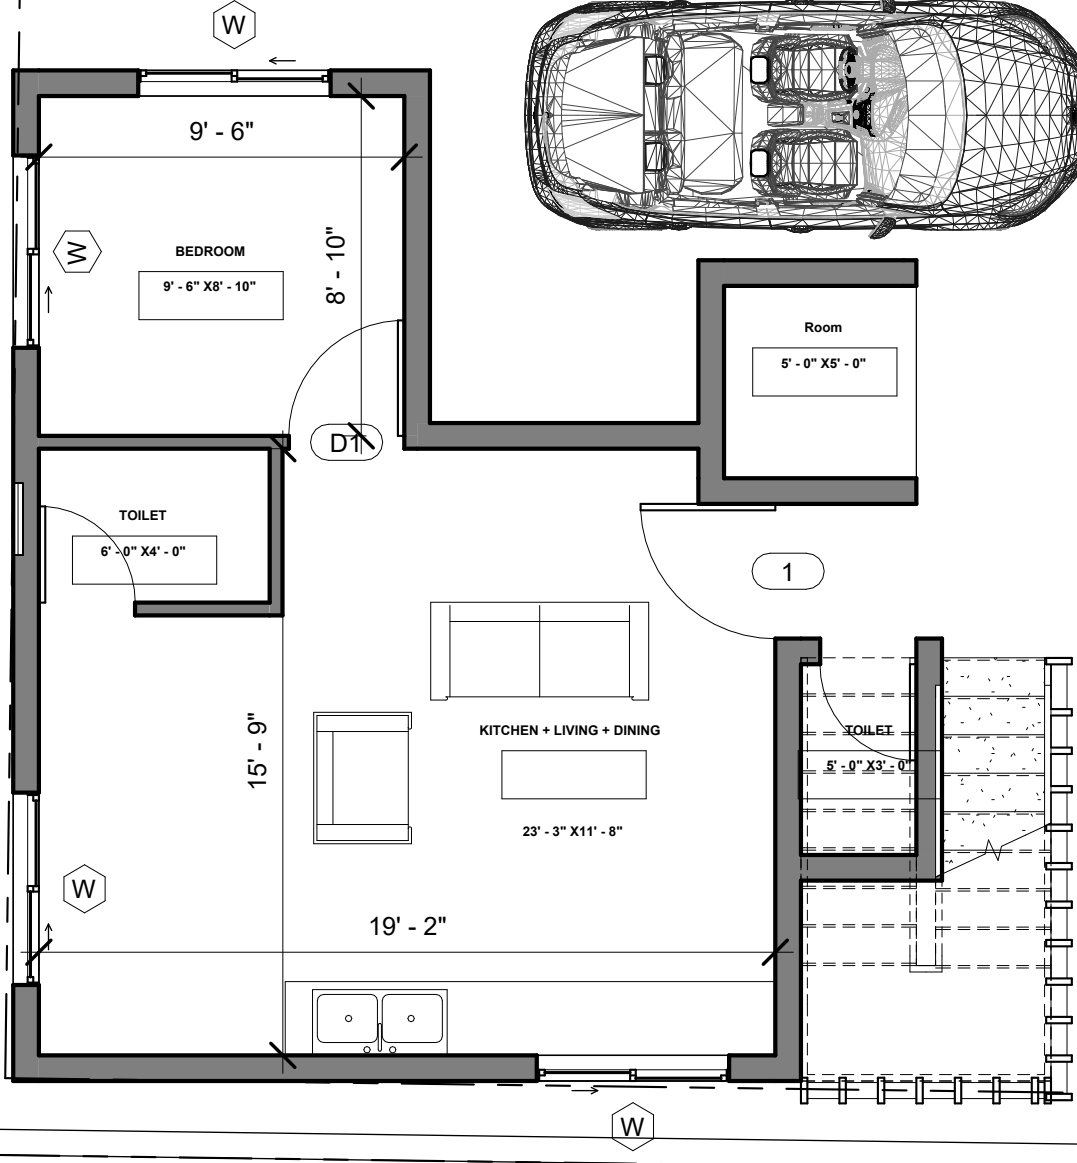 W
9' - 6"
W
BEDROOM
9' - 6" X8' - 10"
8' - 10"
Room
5' - 0" X5' - 0"
D1
TOILET
6' - 0" X4' - 0"
1
15' - 9"
KITCHEN + LIVING + DINING
23' - 3" X11' - 8"
TOILET
5' - 0" X3' - 0"
W
19' - 2"
W